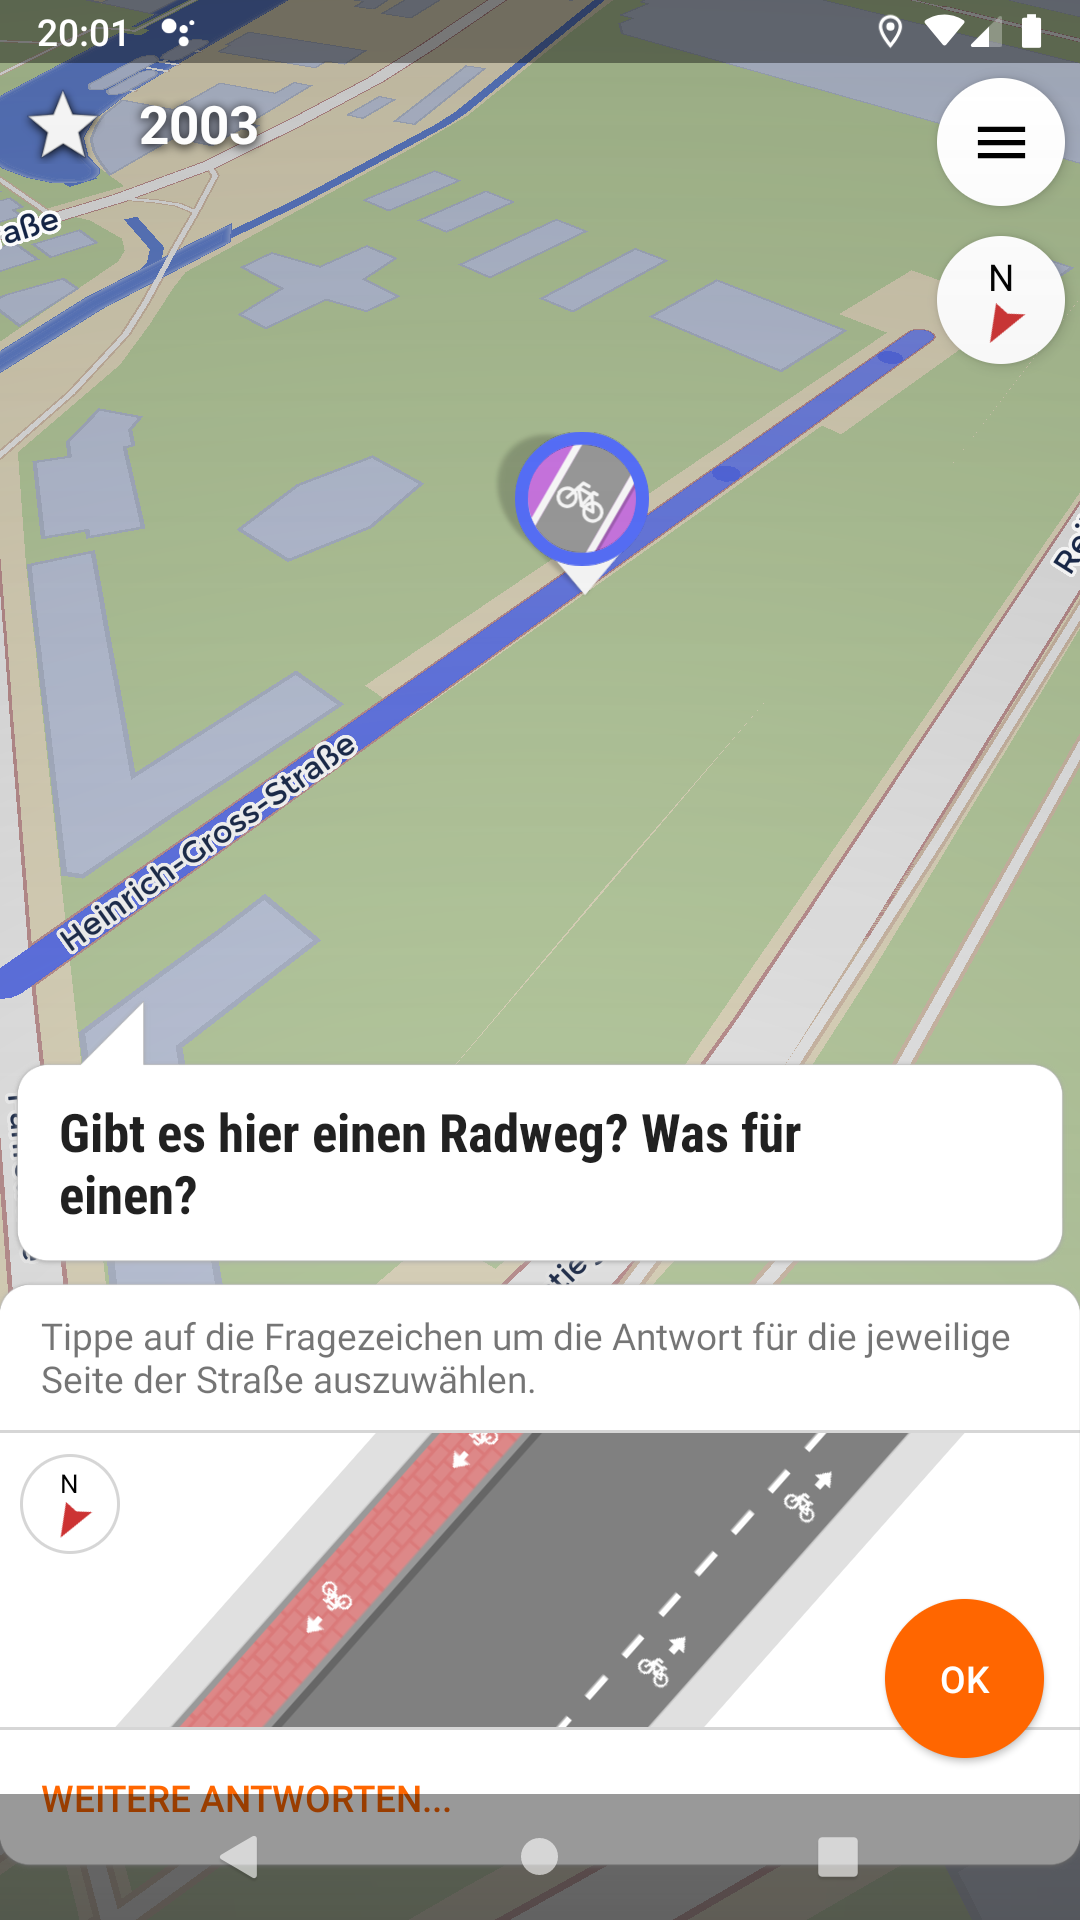 20:01
2003
aße
N
Heinrich-Gross-Straße
Gibt es hier einen Radweg? Was für
einen?
Tippe auf die Fragezeichen um die Antwort für die jeweilige
Seite der Straße auszuwählen.
N
OK
WEITERE ANTWORTEN...